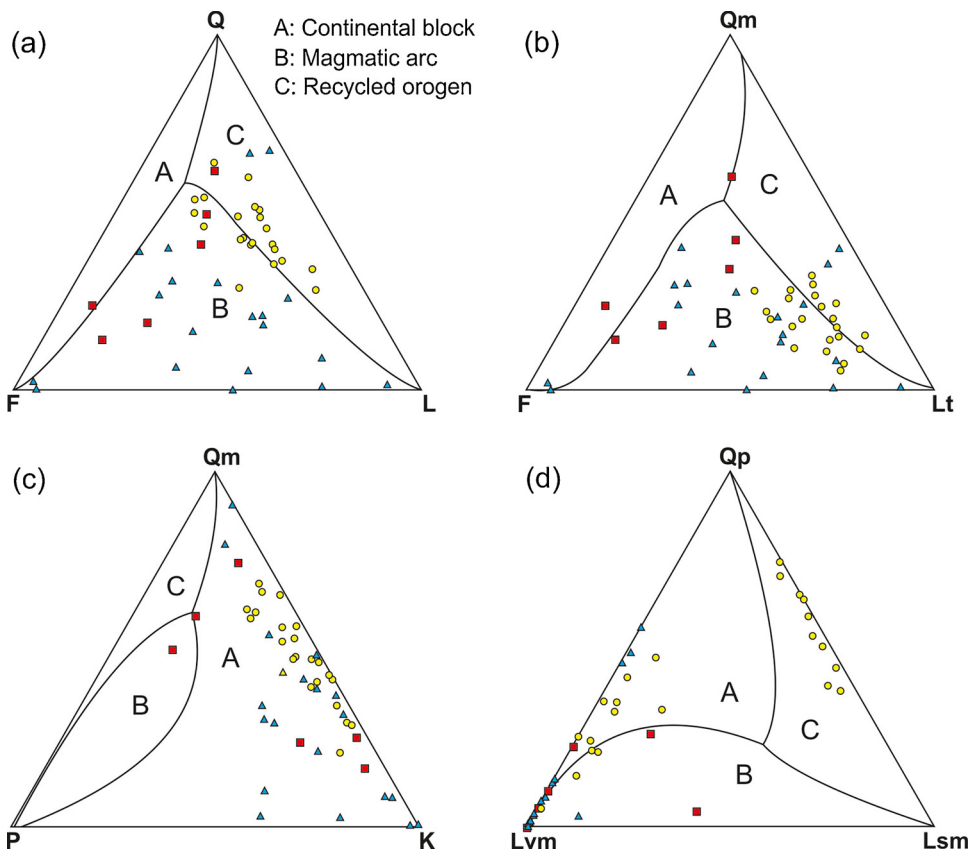 (a)
Q
A: Continental block
B: Magmatic arc
C: Recycled orogen
C
A
B
F
L
(b)
Qm
A
C
B
F
Lt
(c)
Qm
C
A
B
P
K
(d)
Qp
A
C
B
Lvm
Lsm